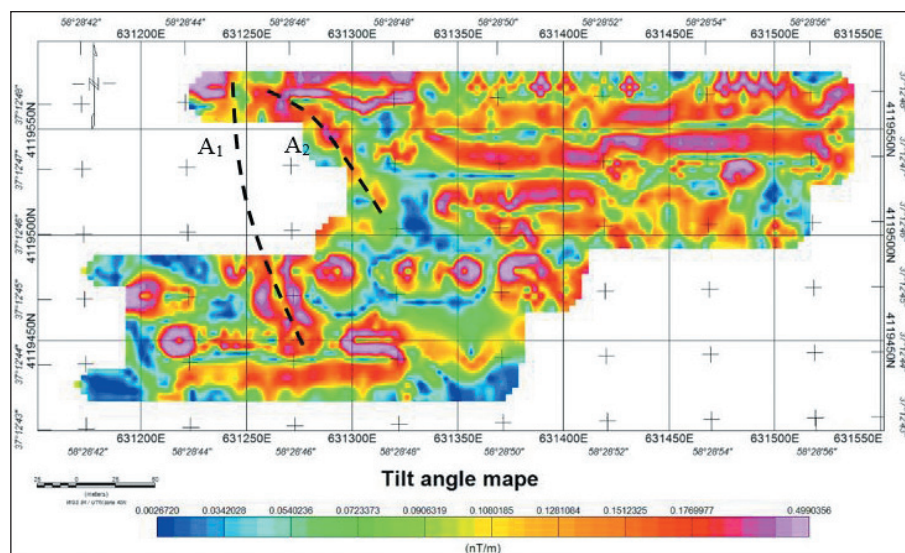 58°28'42" 58°28'44" 58°28'46" 58°28'48" 58°28'50" 58°28'52" 58°28'54" 58°28'56"
631200E 631250E 631300E 631350E 631400E 631450E 631500E 631550E
N
4119550N 4119500N 4119450N
37°12'47" 37°12'46" 37°12'45" 37°12'44" 37°12'43"
A1 A2
4119550N 4119500N 4119450N
631200E 631250E 631300E 631350E 631400E 631450E 631500E 631550E
58°28'42" 58°28'44" 58°28'46" 58°28'48" 58°28'50" 58°28'52" 58°28'54" 58°28'56"
Tilt angle mape
(meters)
0.0026720 0.0342028 0.0540236 0.0723373 0.0906319 0.1080185 0.1281084 0.1512325 0.1769977 0.4990356
(nT/m)